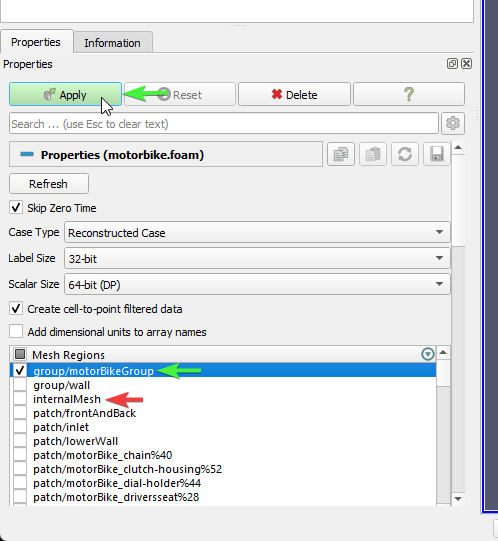 Properties
Information
Properties
Apply
Reset
Delete
?
Search ... (use Esc to clear text)
Properties (motorbike.foam)
Refresh
Skip Zero Time
Case Type Reconstructed Case
Label Size 32-bit
Scalar Size 64-bit (DP)
Create cell-to-point filtered data
Add dimensional units to array names
Mesh Regions
group/motorBikeGroup
group/wall
internalMesh
patch/frontAndBack
patch/inlet
patch/lowerWall
patch/motorBike_chain%40
patch/motorBike_clutch-housing%52
patch/motorBike_dial-holder%44
patch/motorBike_driversseat%28